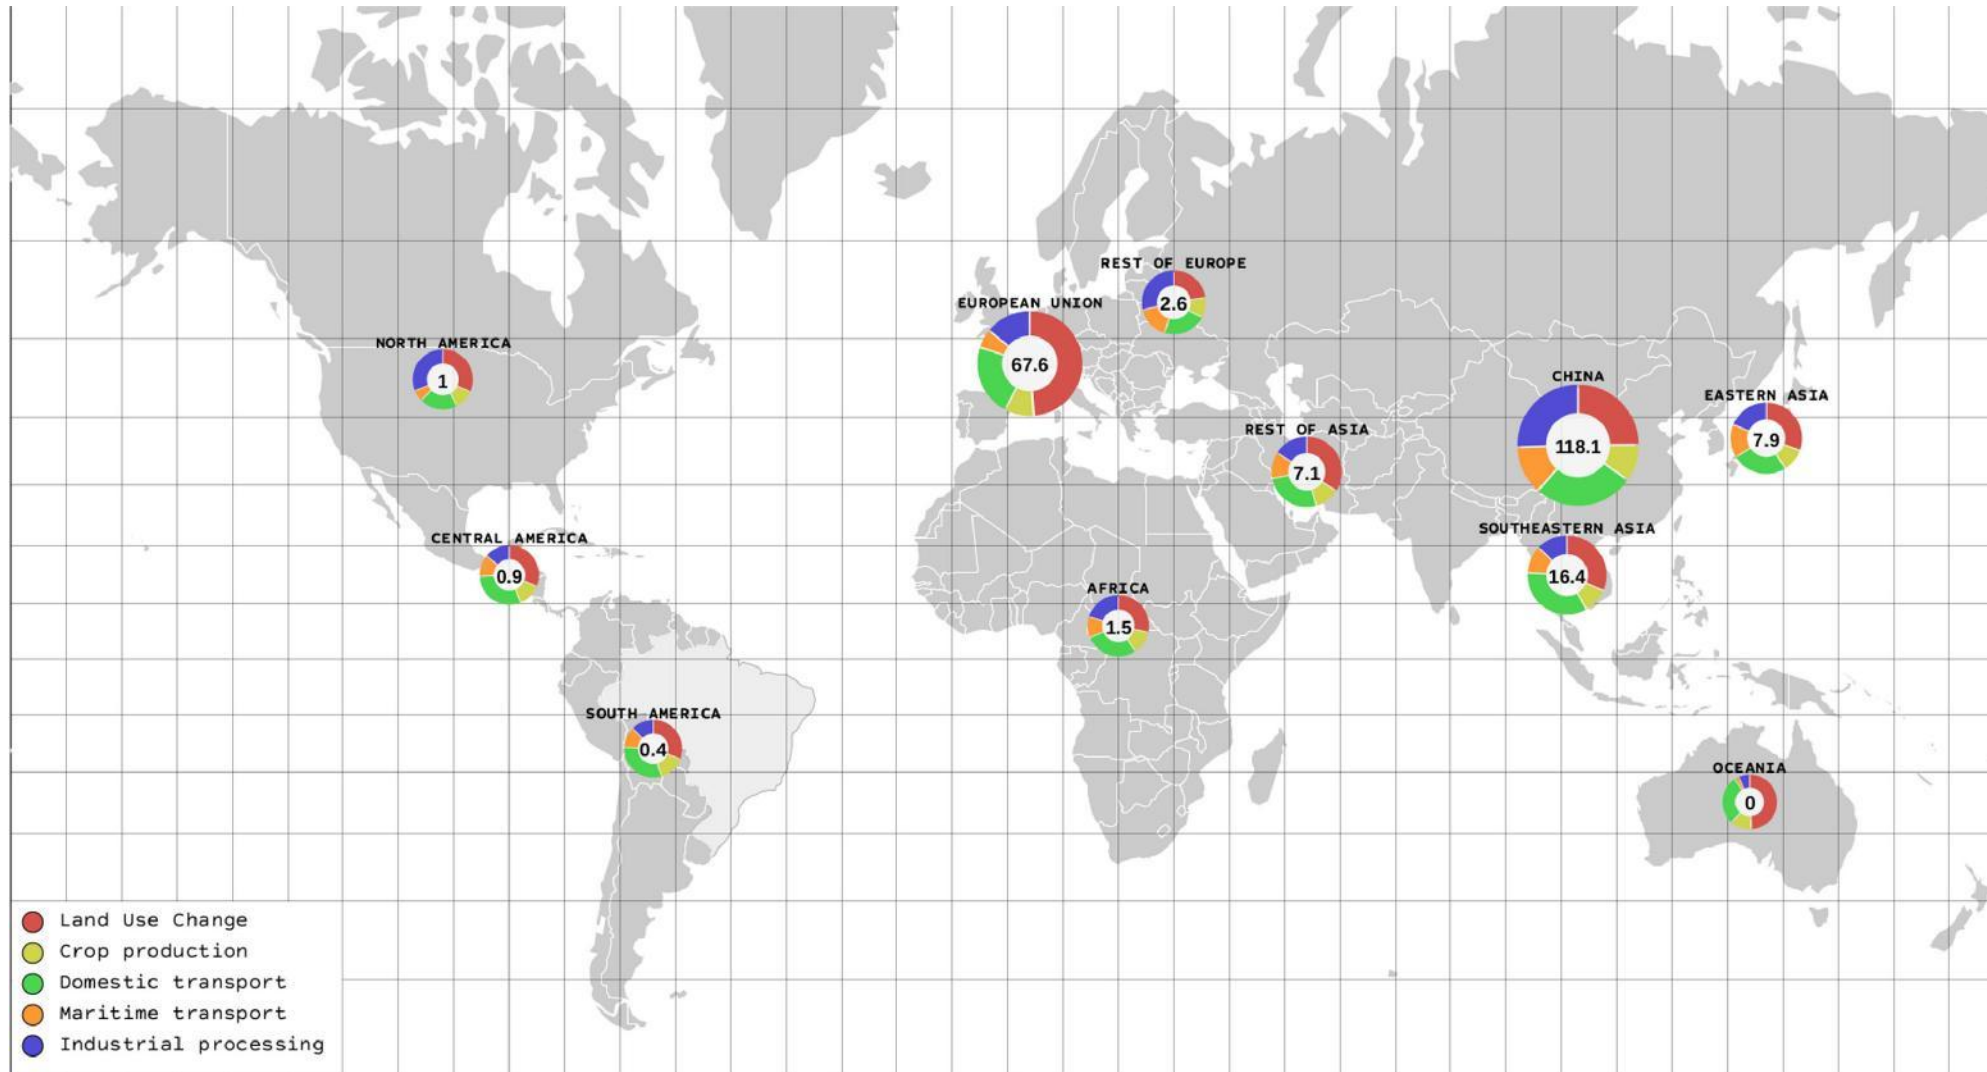 REST OF EUROPE
2.6
EUROPEAN UNION
67.6
NORTH AMERICA
1
CHINA
118.1
EASTERN ASIA
7.9
REST OF ASIA
7.1
SOUTHEASTERN ASIA
16.4
CENTRAL AMERICA
0.9
AFRICA
1.5
SOUTH AMERICA
0.4
OCEANIA
0
Land Use Change
Crop production
Domestic transport
Maritime transport
Industrial processing